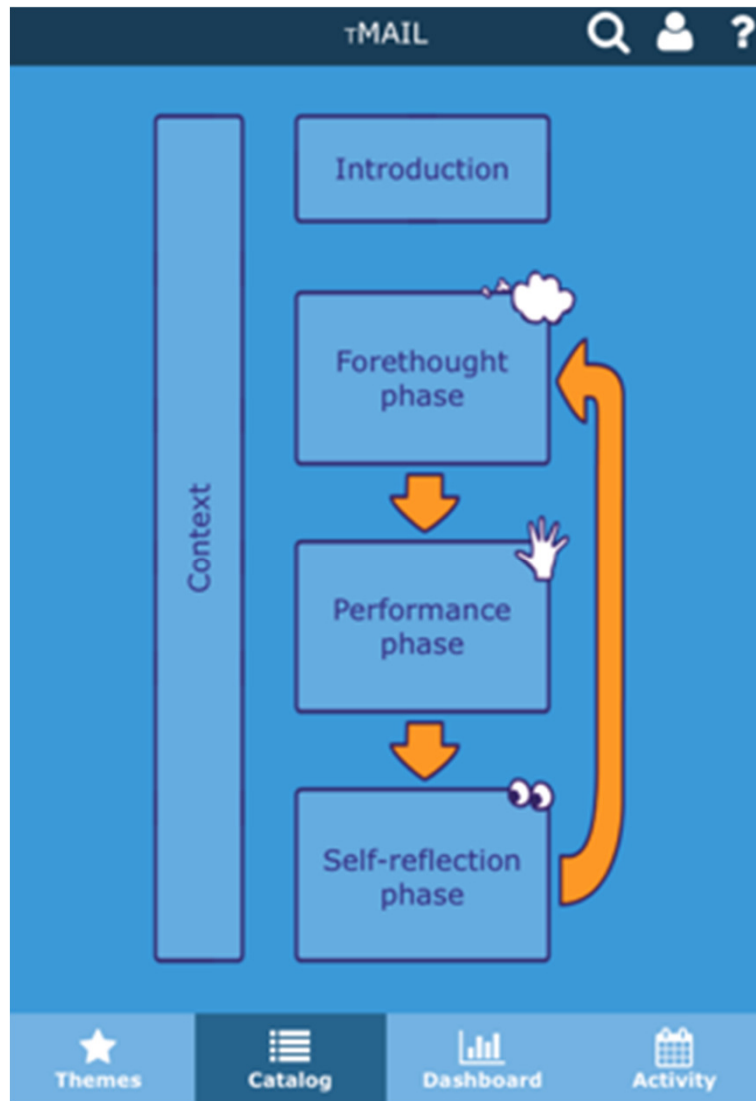 TMAIL
?
Introduction
Forethought
phase
Context
Performance
phase
Self-reflection
phase
Themes
Catalog
Dashboard
Activity